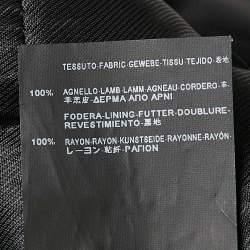 TESSUTO-FABRIC-GEWEBE-TISSU-TEJIDO-表地
100% AGNELLO-LAMB-LAMM-AGNEAU-CORDERO-羊
羊羔皮-ΔΕΡΜΑ ΑΠΟ ΑΡΝΙ
FODERA-LINING-FUTTER-DOUBLURE-
REVESTIMIENTO-裏地
100% RAYON-RAYON-KUNSTSEIDE-RAYONNE-RAYÓN-
レーヨン-粘纤-ΡΑΓΙΟΝ